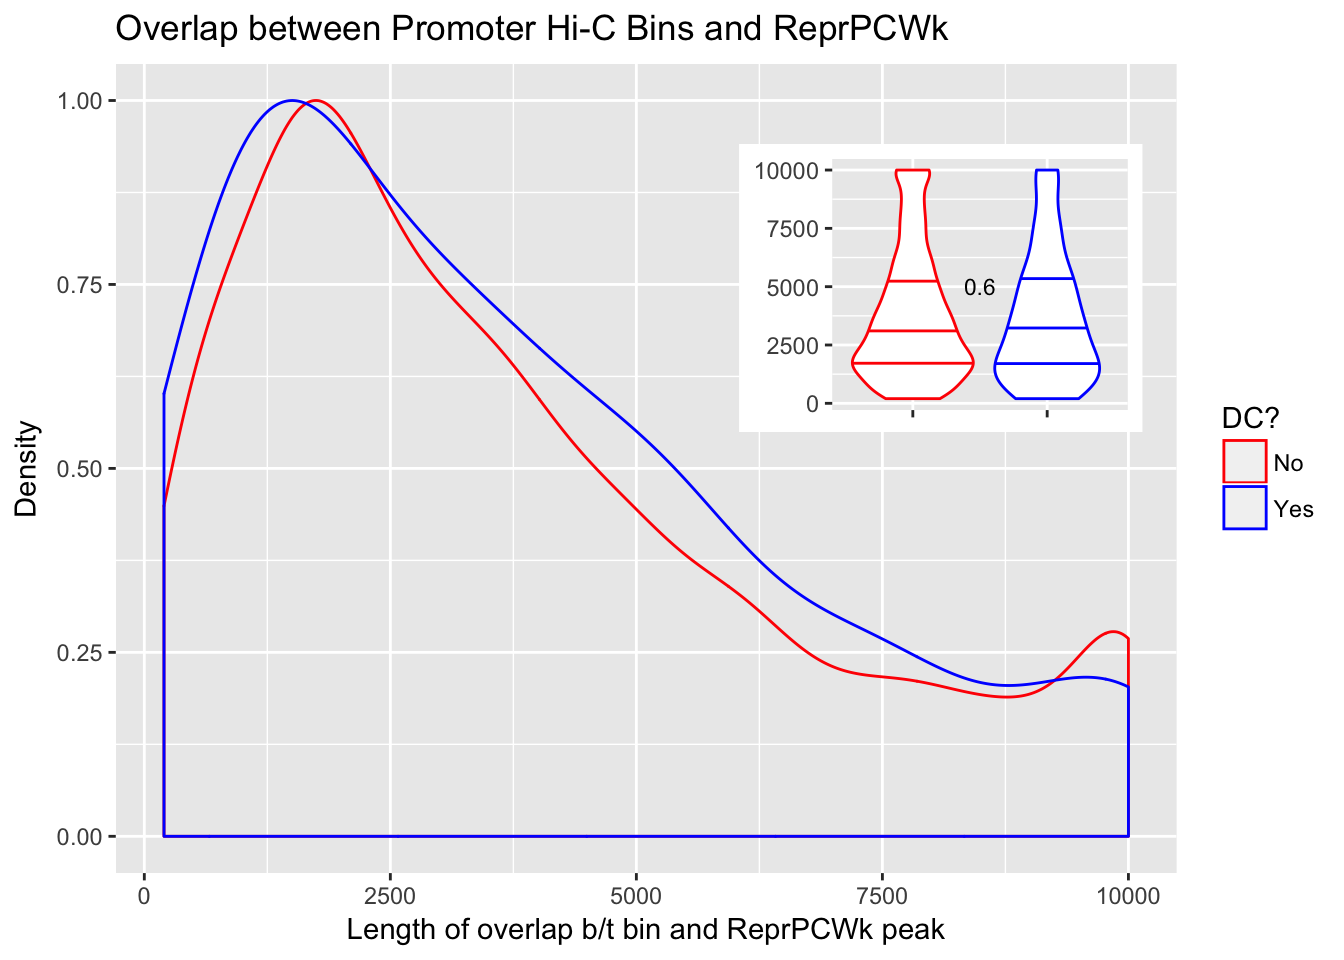 Overlap between Promoter Hi-C Bins and ReprPCWk
Density
1.00
0.75
0.50
0.25
0.00
0 2500 5000 7500 10000
Length of overlap b/t bin and ReprPCWk peak
10000
7500
5000
2500
0
0.6
DC?
No
Yes